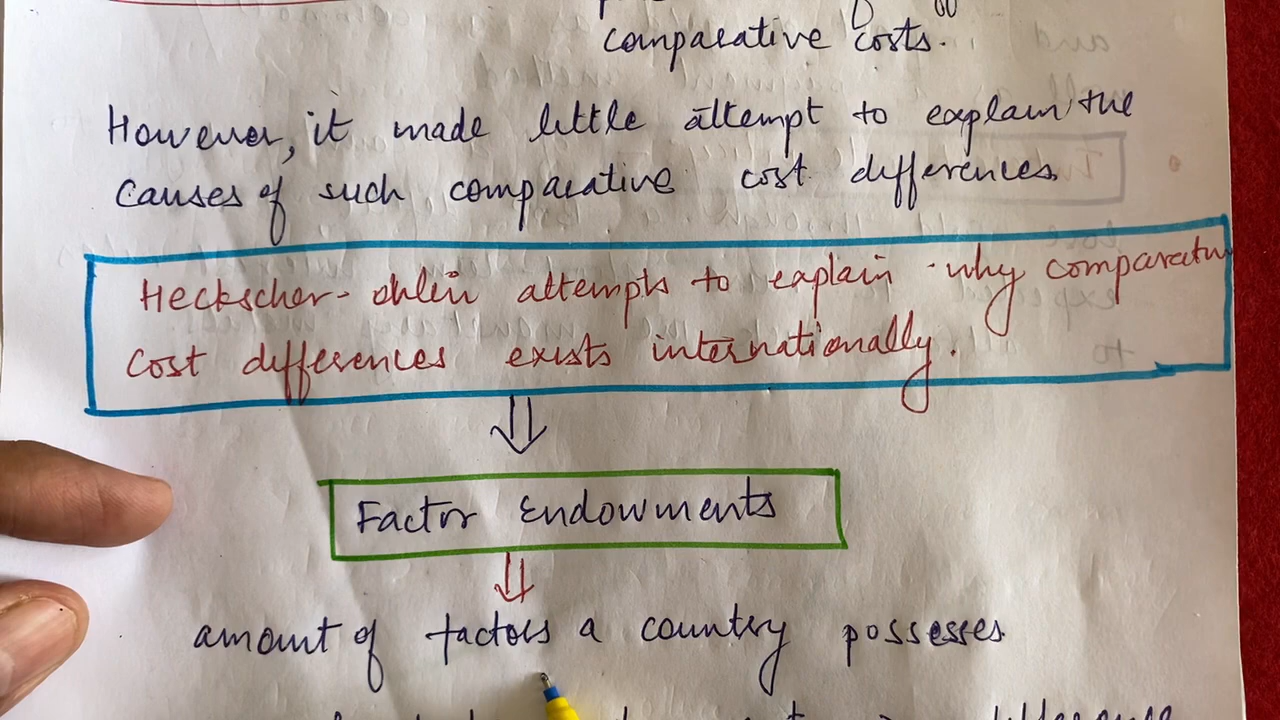 comparative costs.
However, it made little attempt to explain the
causes of such comparative cost differences.
Heckscher-Ohlin attempts to explain why comparative
cost differences exists internationally.
Factor Endowments
amount of factors a country possesses.
difference